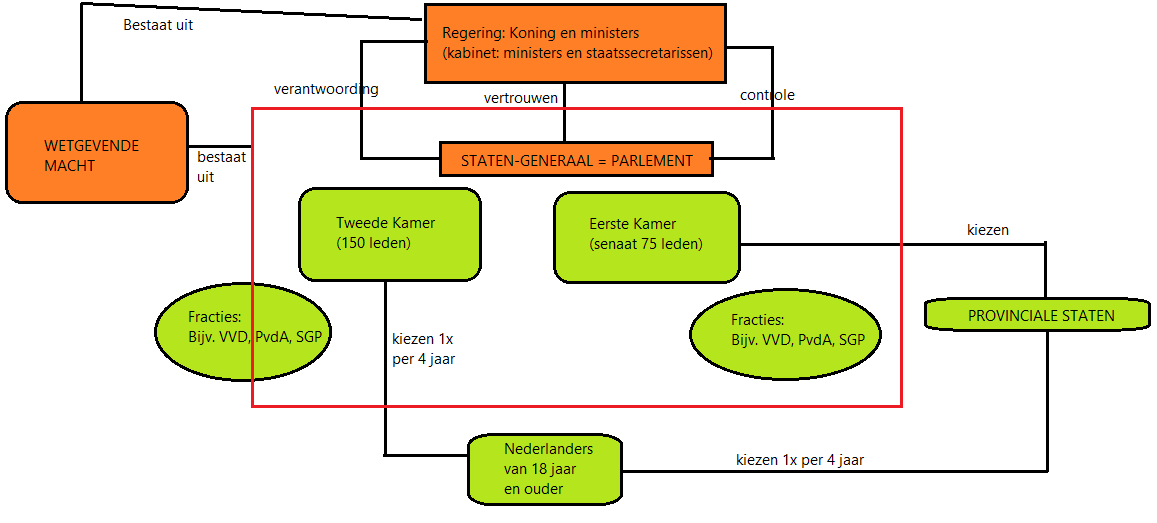 Bestaat uit
Regering: Koning en ministers
(kabinet: ministers en staatssecretarissen)
verantwoording
vertrouwen
controle
WETGEVENDE
MACHT
bestaat
uit
STATEN-GENERAAL = PARLEMENT
Tweede Kamer
(150 leden)
Eerste Kamer
(senaat 75 leden)
kiezen
Fracties:
Bijv. VVD, PvdA, SGP
kiezen 1x
per 4 jaar
Fracties:
Bijv. VVD, PvdA, SGP
PROVINCIALE STATEN
Nederlanders
van 18 jaar
en ouder
kiezen 1x per 4 jaar